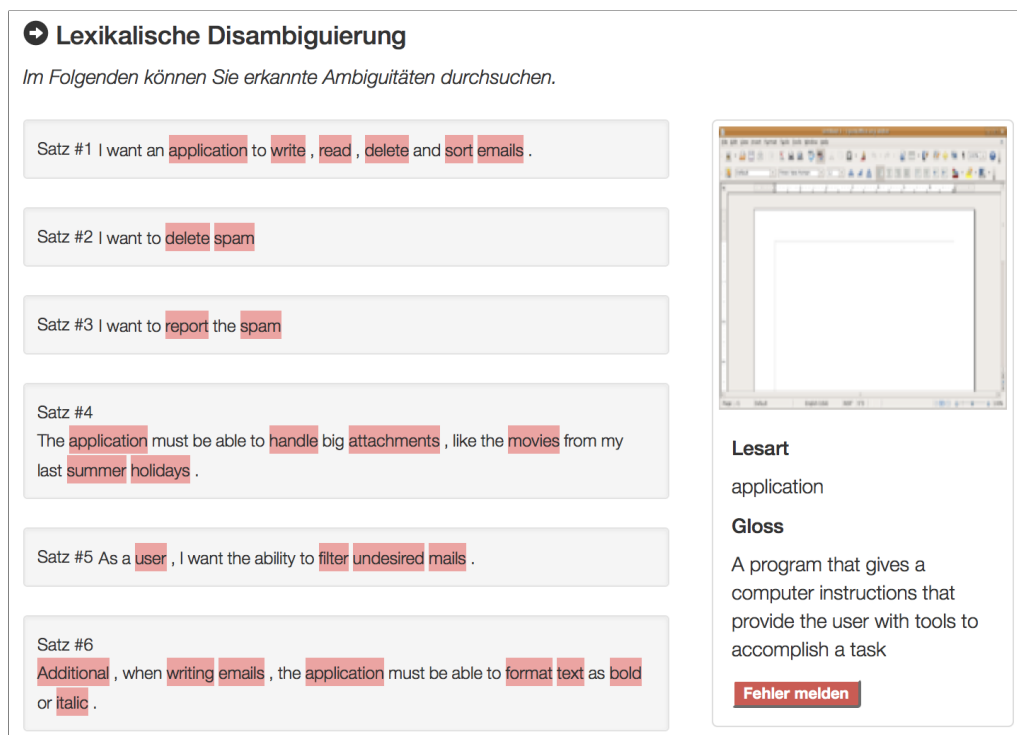 Lexikalische Disambiguierung
Im Folgenden können Sie erkannte Ambiguitäten durchsuchen.
Satz #1 I want an application to write , read , delete and sort emails .
Satz #2 I want to delete spam
Satz #3 I want to report the spam
Satz #4
The application must be able to handle big attachments , like the movies from my
last summer holidays .
Satz #5 As a user , I want the ability to filter undesired mails .
Satz #6
Additional , when writing emails , the application must be able to format text as bold
or italic .
Lesart
application
Gloss
A program that gives a
computer instructions that
provide the user with tools to
accomplish a task
Fehler melden